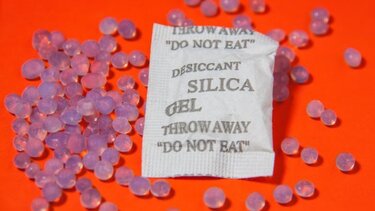 THROW AWAY
"DO NOT EAT"
DESICCANT
SILICA
GEL
THROW AWAY
"DO NOT EAT"